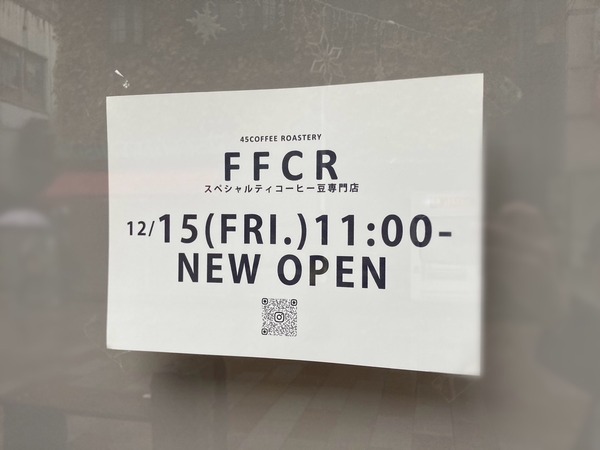 45COFFEE ROASTERY
FFCR
スペシャルティコーヒー豆専門店
12/15(FRI.)11:00-
NEW OPEN